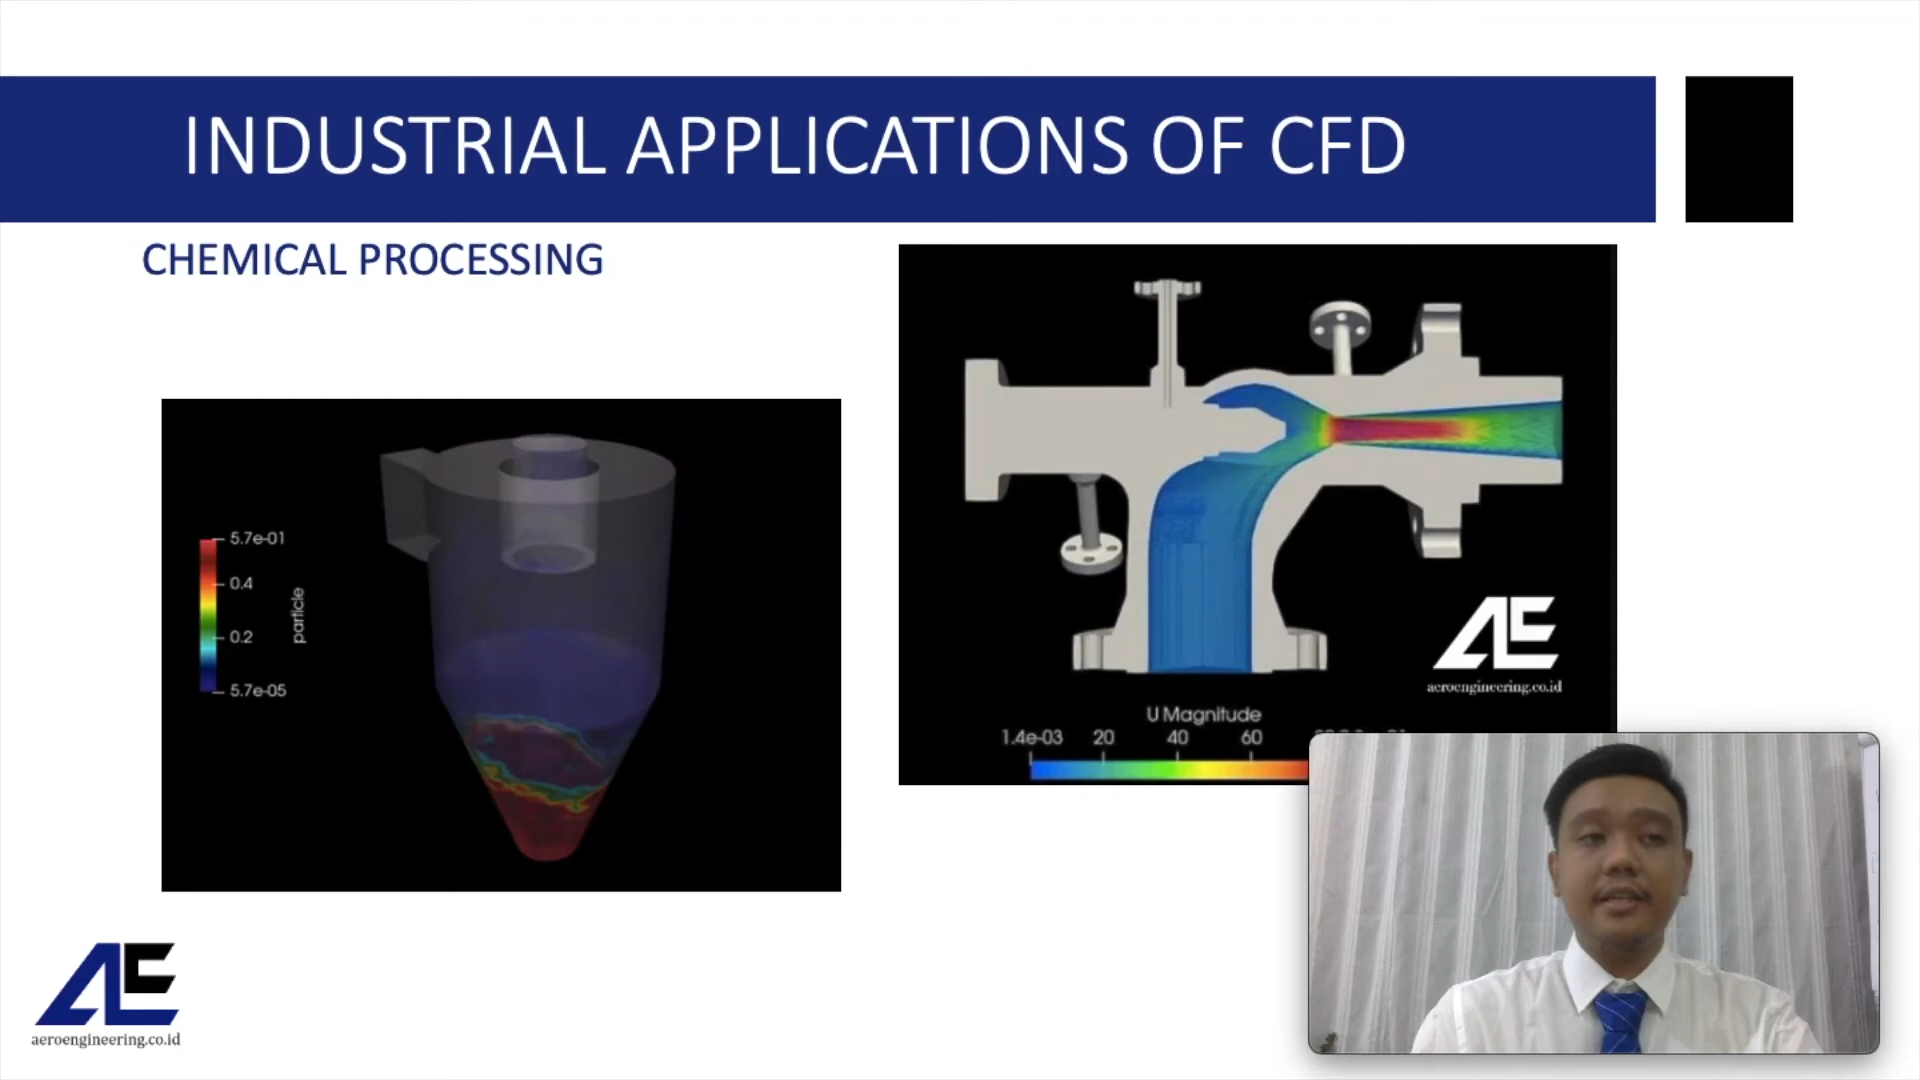 INDUSTRIAL APPLICATIONS OF CFD
CHEMICAL PROCESSING
5.7e-01
0.4
0.2
5.7e-05
particle
AE
aeroengineering.co.id
U Magnitude
1.4e-03 20 40 60
AE
aeroengineering.co.id